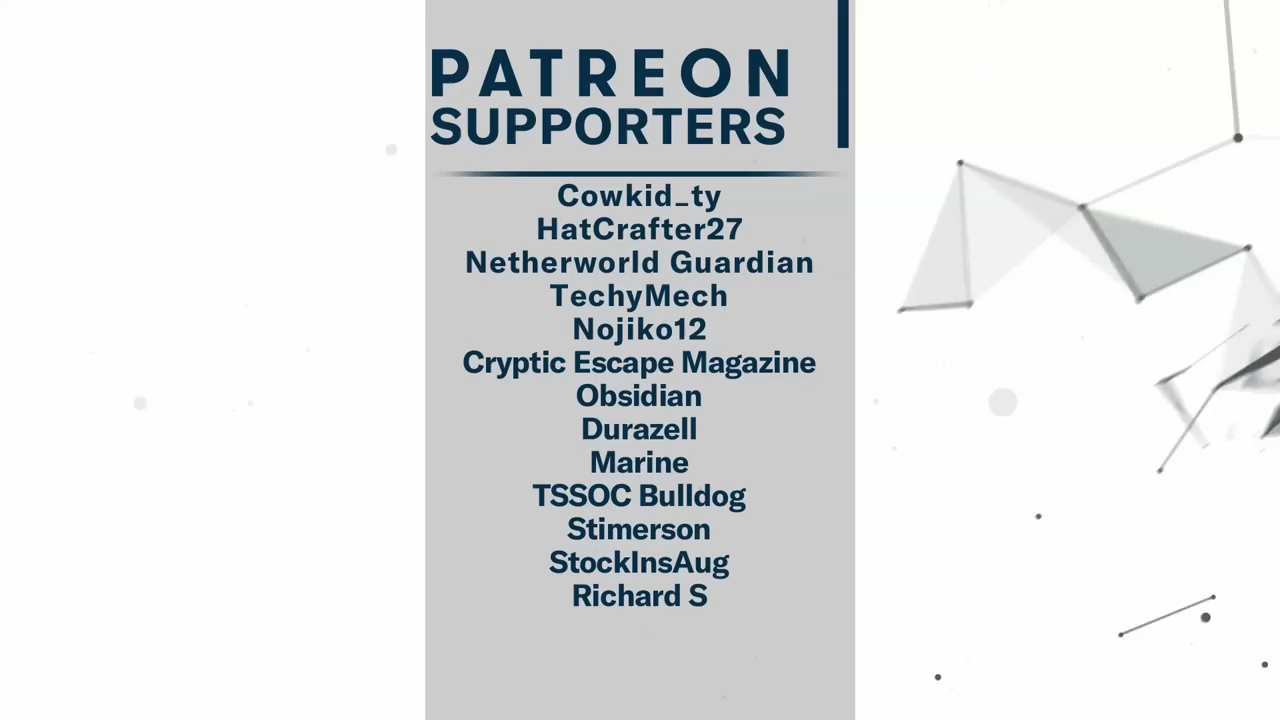 PATREON
SUPPORTERS
Cowkid_ty
HatCrafter27
Netherworld Guardian
TechyMech
Nojiko12
Cryptic Escape Magazine
Obsidian
Durazell
Marine
TSSOC Bulldog
Stimerson
StockInsAug
Richard S